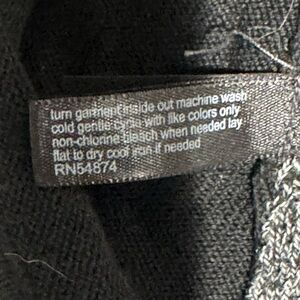 turn garment inside out machine wash
cold gentle cycle with like colors only
non-chlorine bleach when needed lay
flat to dry cool iron if needed
RN54874